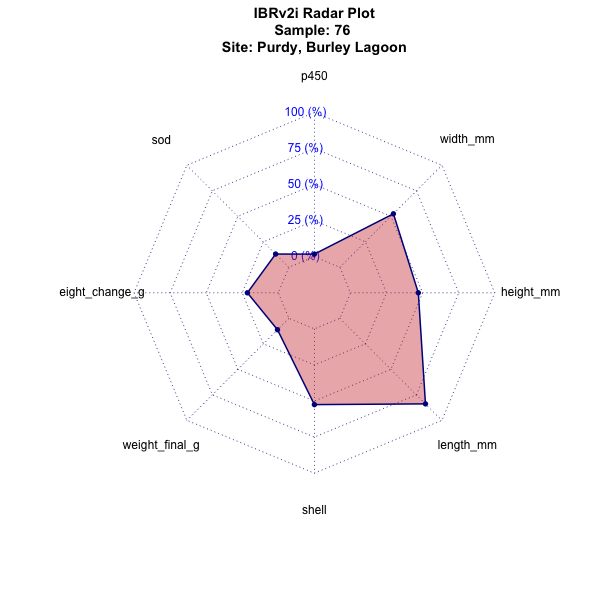 IBRv2i Radar Plot
Sample: 76
Site: Purdy, Burley Lagoon
p450
100 (%)
sod
width_mm
75 (%)
50 (%)
25 (%)
0 (%)
eight_change_g
height_mm
weight_final_g
length_mm
shell